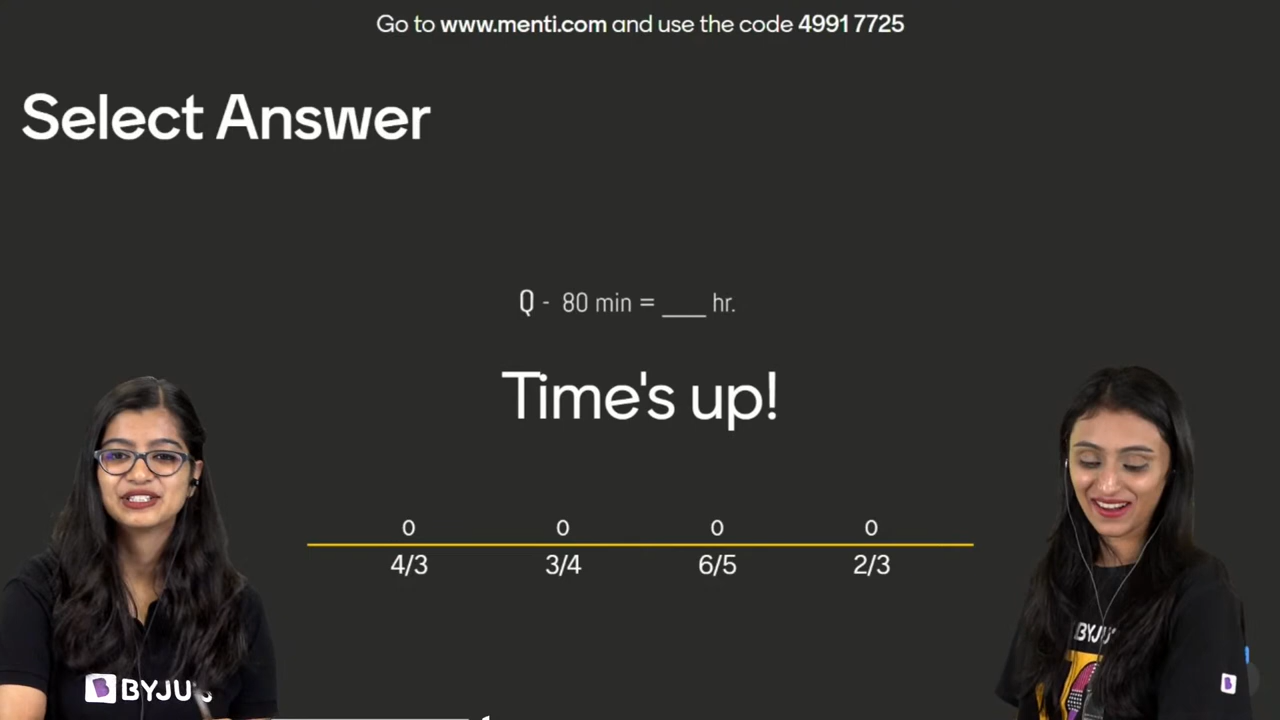 Go to www.menti.com and use the code 4991 7725
Select Answer
Q - 80 min = ____ hr.
Time's up!
0 0 0 0
4/3 3/4 6/5 2/3
BYJU'S
BYJU'